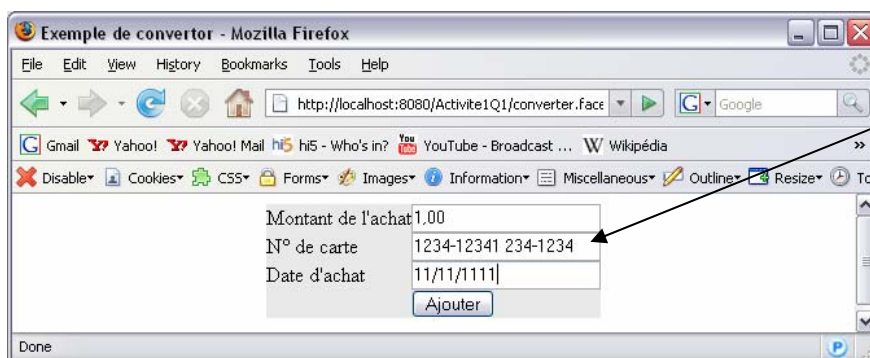 Exemple de convertor - Mozilla Firefox
File Edit View History Bookmarks Tools Help
http://localhost:8080/Activite1Q1/converter.face G Google
G Gmail Y! Yahoo! Y! Yahoo! Mail hi5 hi5 - Who's in? You Tube YouTube - Broadcast ... W Wikipédia »
Disable Cookies CSS Forms Images Information Miscellaneous Outline Resize To
Montant de l'achat 1,00
N° de carte 1234-12341 234-1234
Date d'achat 11/11/1111
Ajouter
Done P